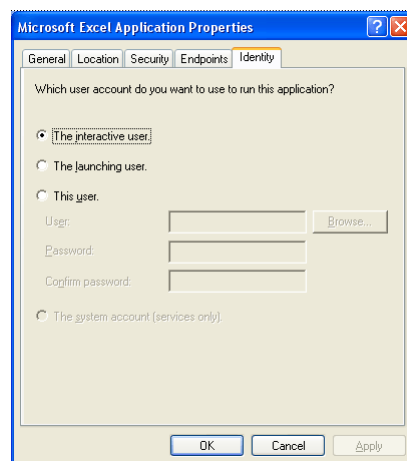 Microsoft Excel Application Properties
General Location Security Endpoints Identity
Which user account do you want to use to run this application?
The interactive user.
The launching user.
This user.
User: Browse...
Password:
Confirm password:
The system account (services only).
OK Cancel Apply